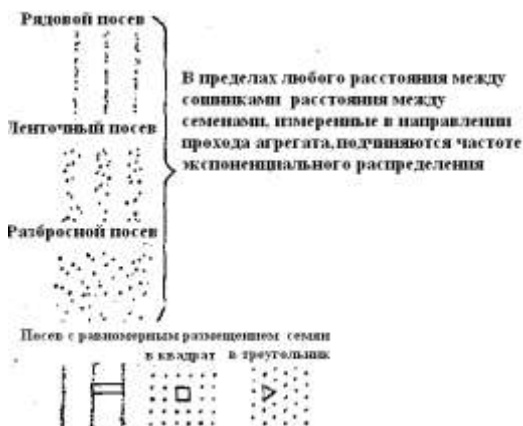 Рядовой посев
В пределах любого расстояния между
сошниками расстояния между
семенами, измеренные в направлении
прохода агрегата, подчиняются частоте
экспоненциального распределения
Ленточный посев
Разбросной посев
Посев с равномерным размещением семян
в квадрат в треугольник